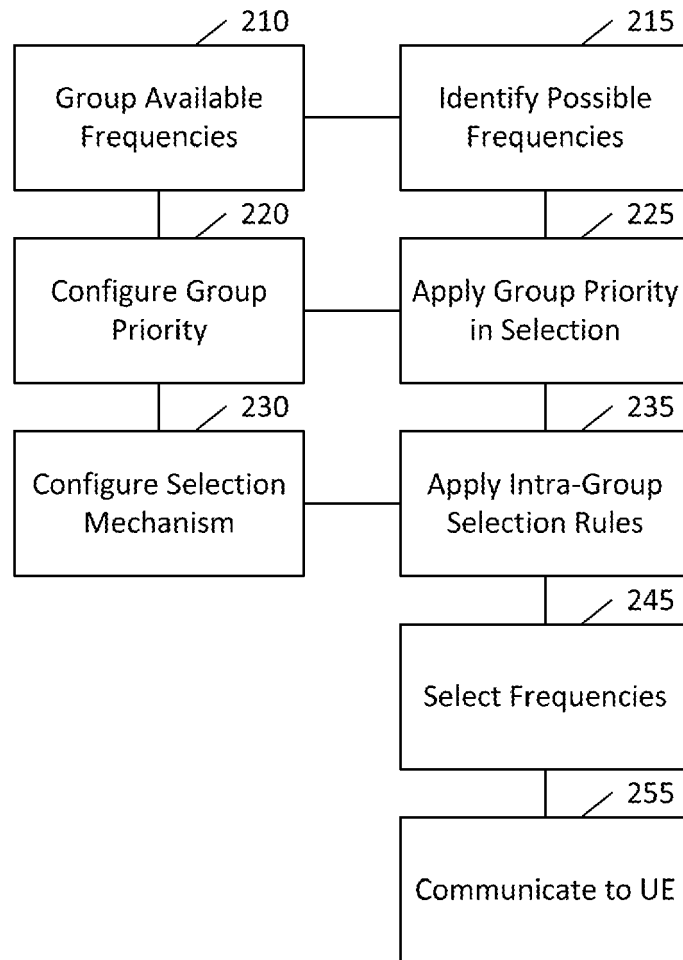 210
215
Group Available
Frequencies
Identify Possible
Frequencies
220
225
Configure Group
Priority
Apply Group Priority
in Selection
230
235
Configure Selection
Mechanism
Apply Intra-Group
Selection Rules
245
Select Frequencies
255
Communicate to UE